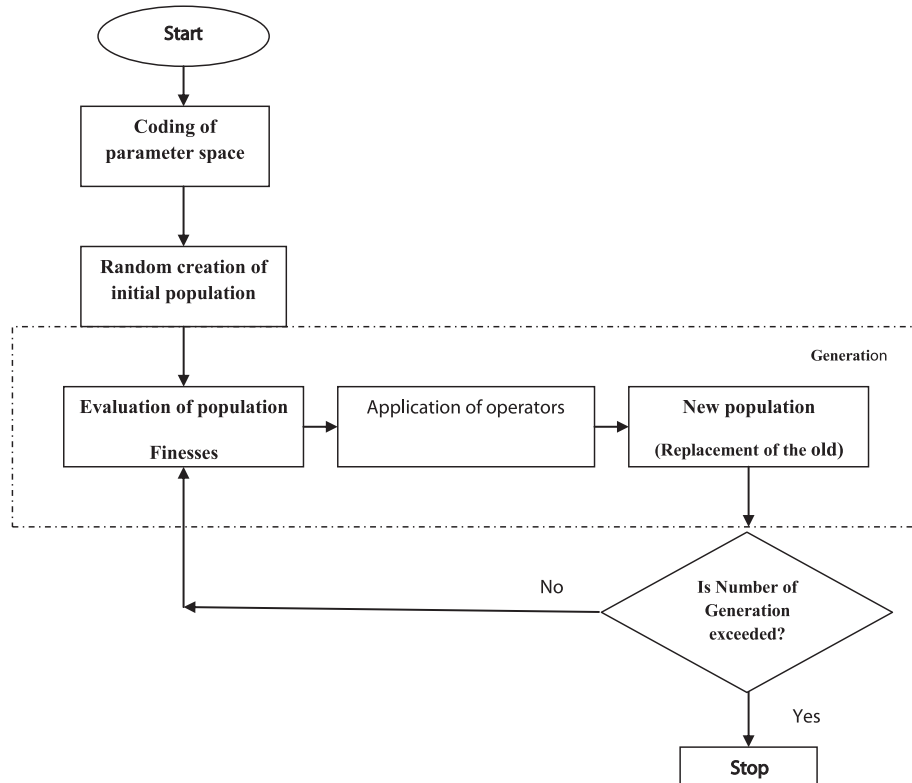 Start
Coding of
parameter space
Random creation of
initial population
Generation
Evaluation of population
Finesses
Application of operators
New population
(Replacement of the old)
No
Is Number of
Generation
exceeded?
Yes
Stop